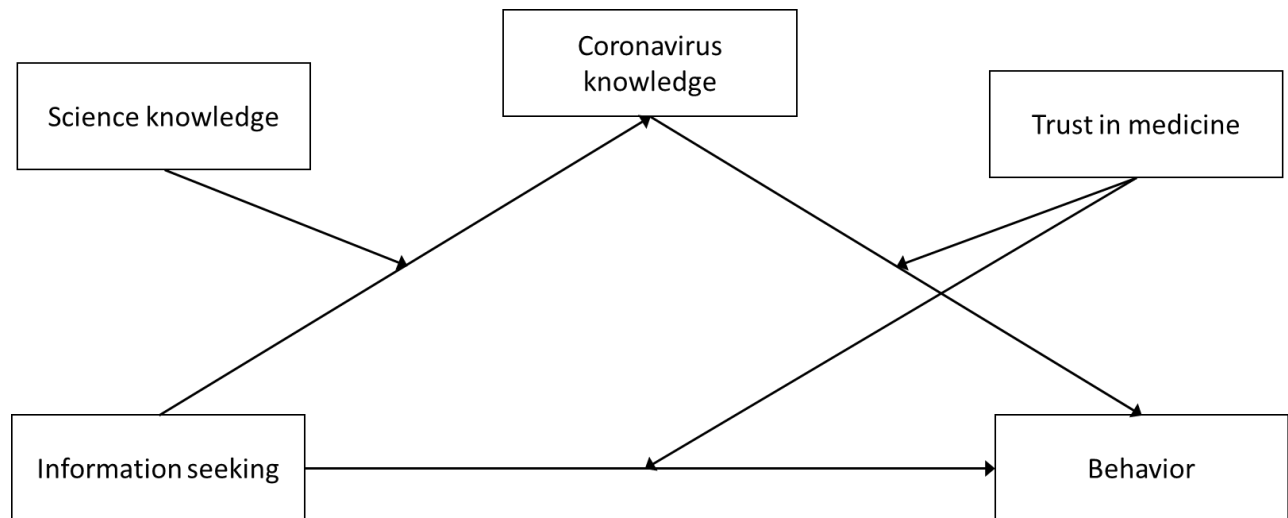 Coronavirus
knowledge
Science knowledge
Trust in medicine
Information seeking
Behavior